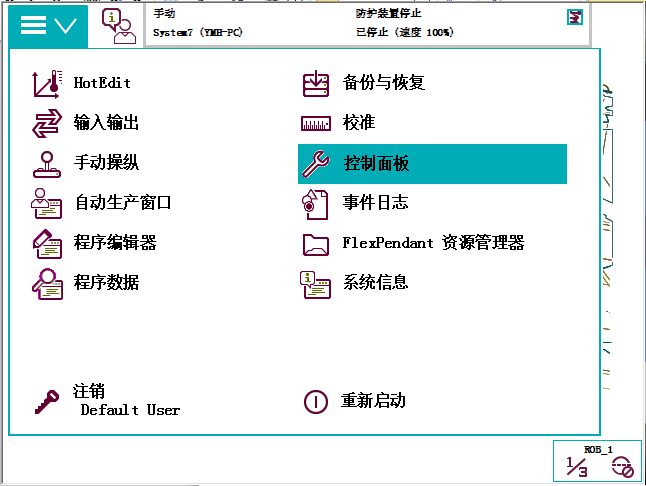 手动
防护装置停止
System7 (YMH-PC)
已停止 (速度 100%)
HotEdit
备份与恢复
输入输出
校准
手动操纵
控制面板
自动生产窗口
事件日志
程序编辑器
FlexPendant 资源管理器
程序数据
系统信息
注销
Default User
重新启动
ROB_1
1/3